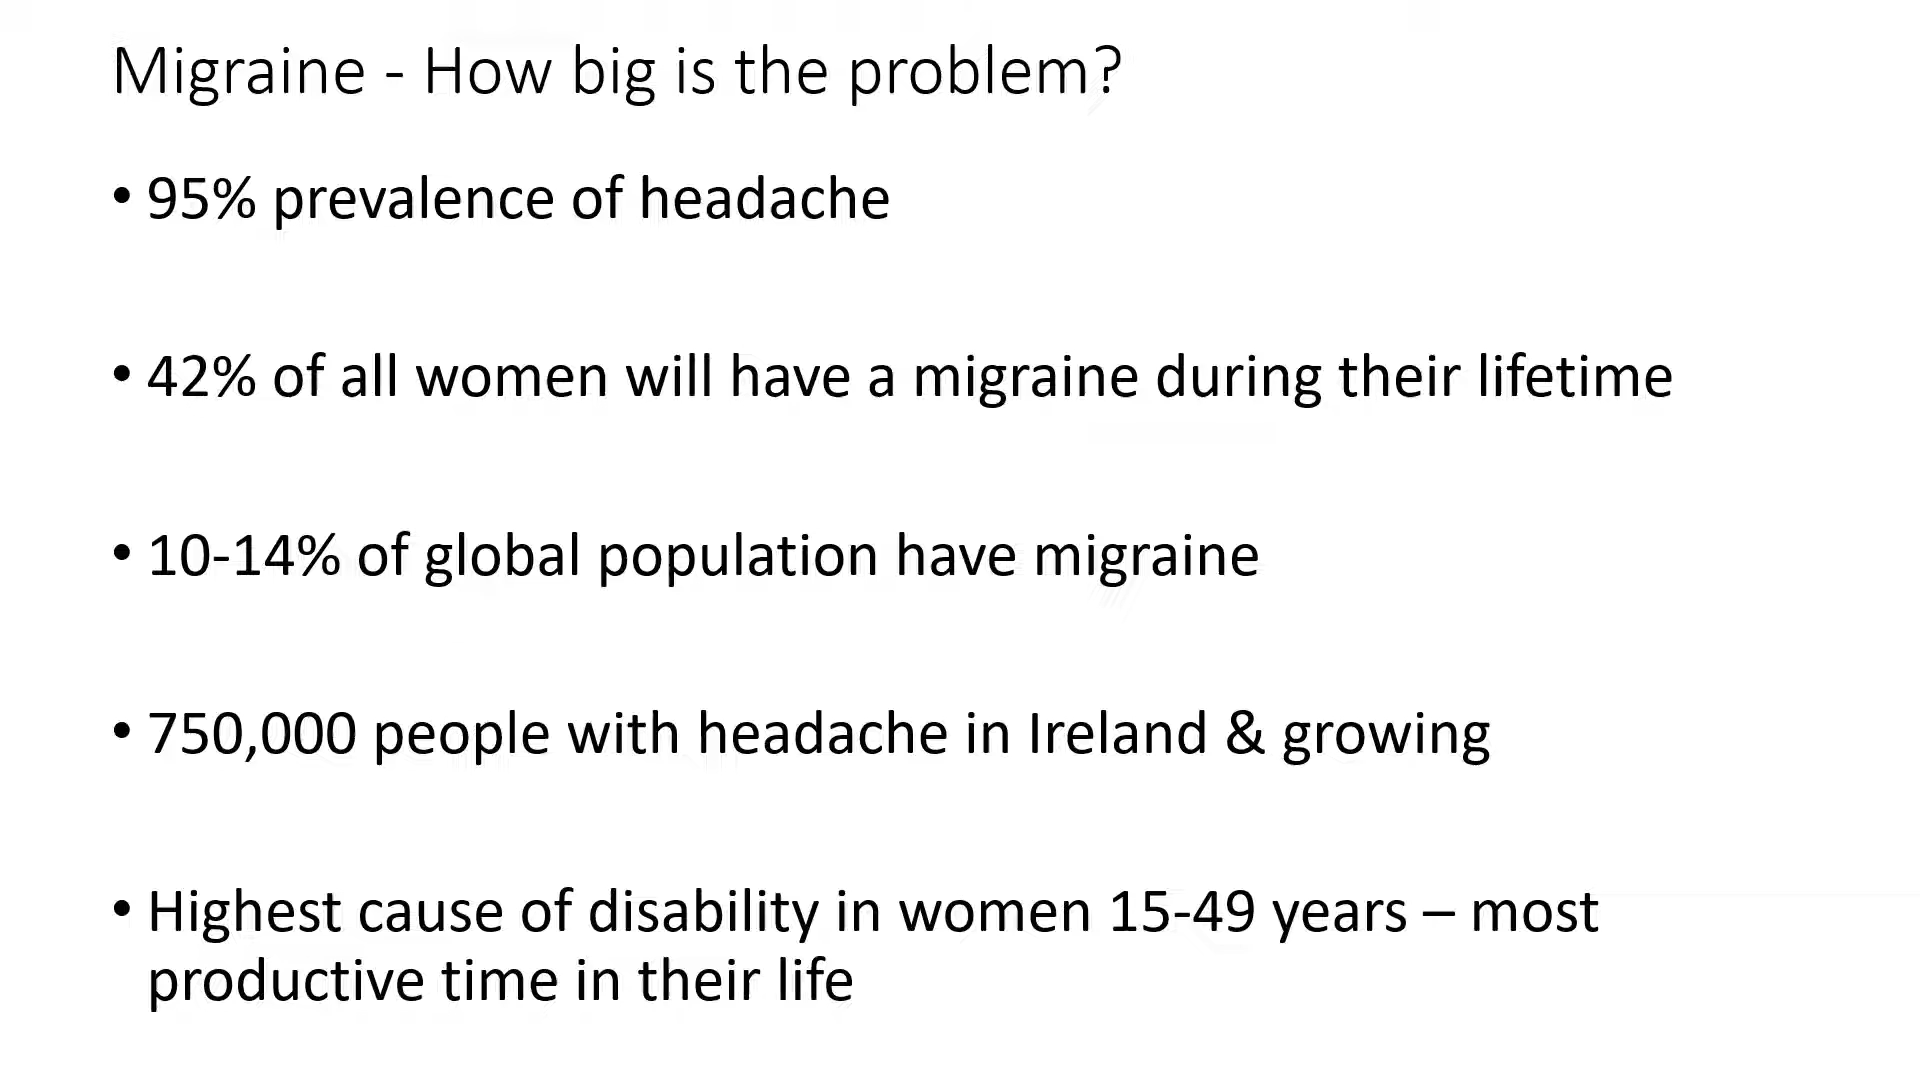 Migraine - How big is the problem?
• 95% prevalence of headache
• 42% of all women will have a migraine during their lifetime
• 10-14% of global population have migraine
• 750,000 people with headache in Ireland & growing
• Highest cause of disability in women 15-49 years – most
productive time in their life